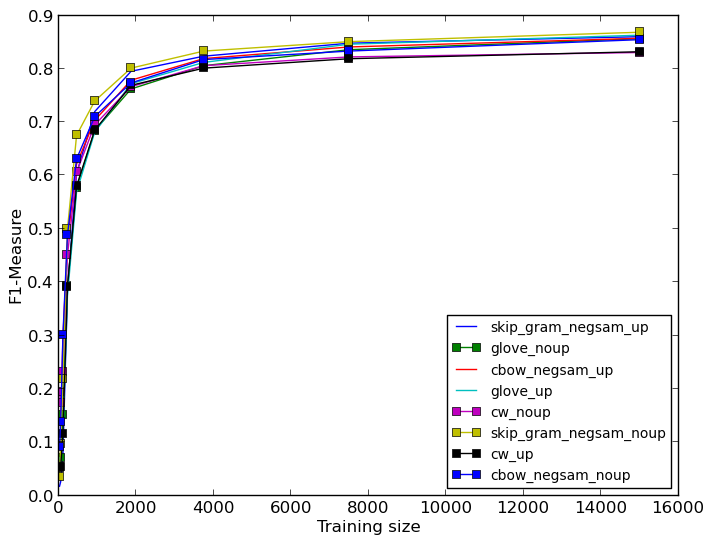 0.9
0.8
0.7
0.6
0.5
0.4
0.3
0.2
0.1
0.0
F1-Measure
skip_gram_negsam_up
glove_noup
cbow_negsam_up
glove_up
cw_noup
skip_gram_negsam_noup
cw_up
cbow_negsam_noup
0 2000 4000 6000 8000 10000 12000 14000 16000
Training size